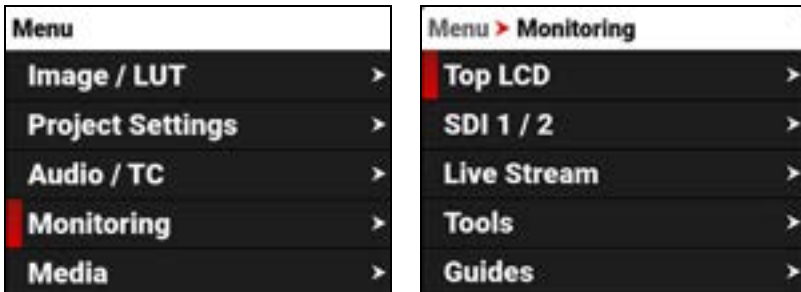 Menu
Image / LUT
Project Settings
Audio / TC
Monitoring
Media
Menu > Monitoring
Top LCD
SDI 1 / 2
Live Stream
Tools
Guides